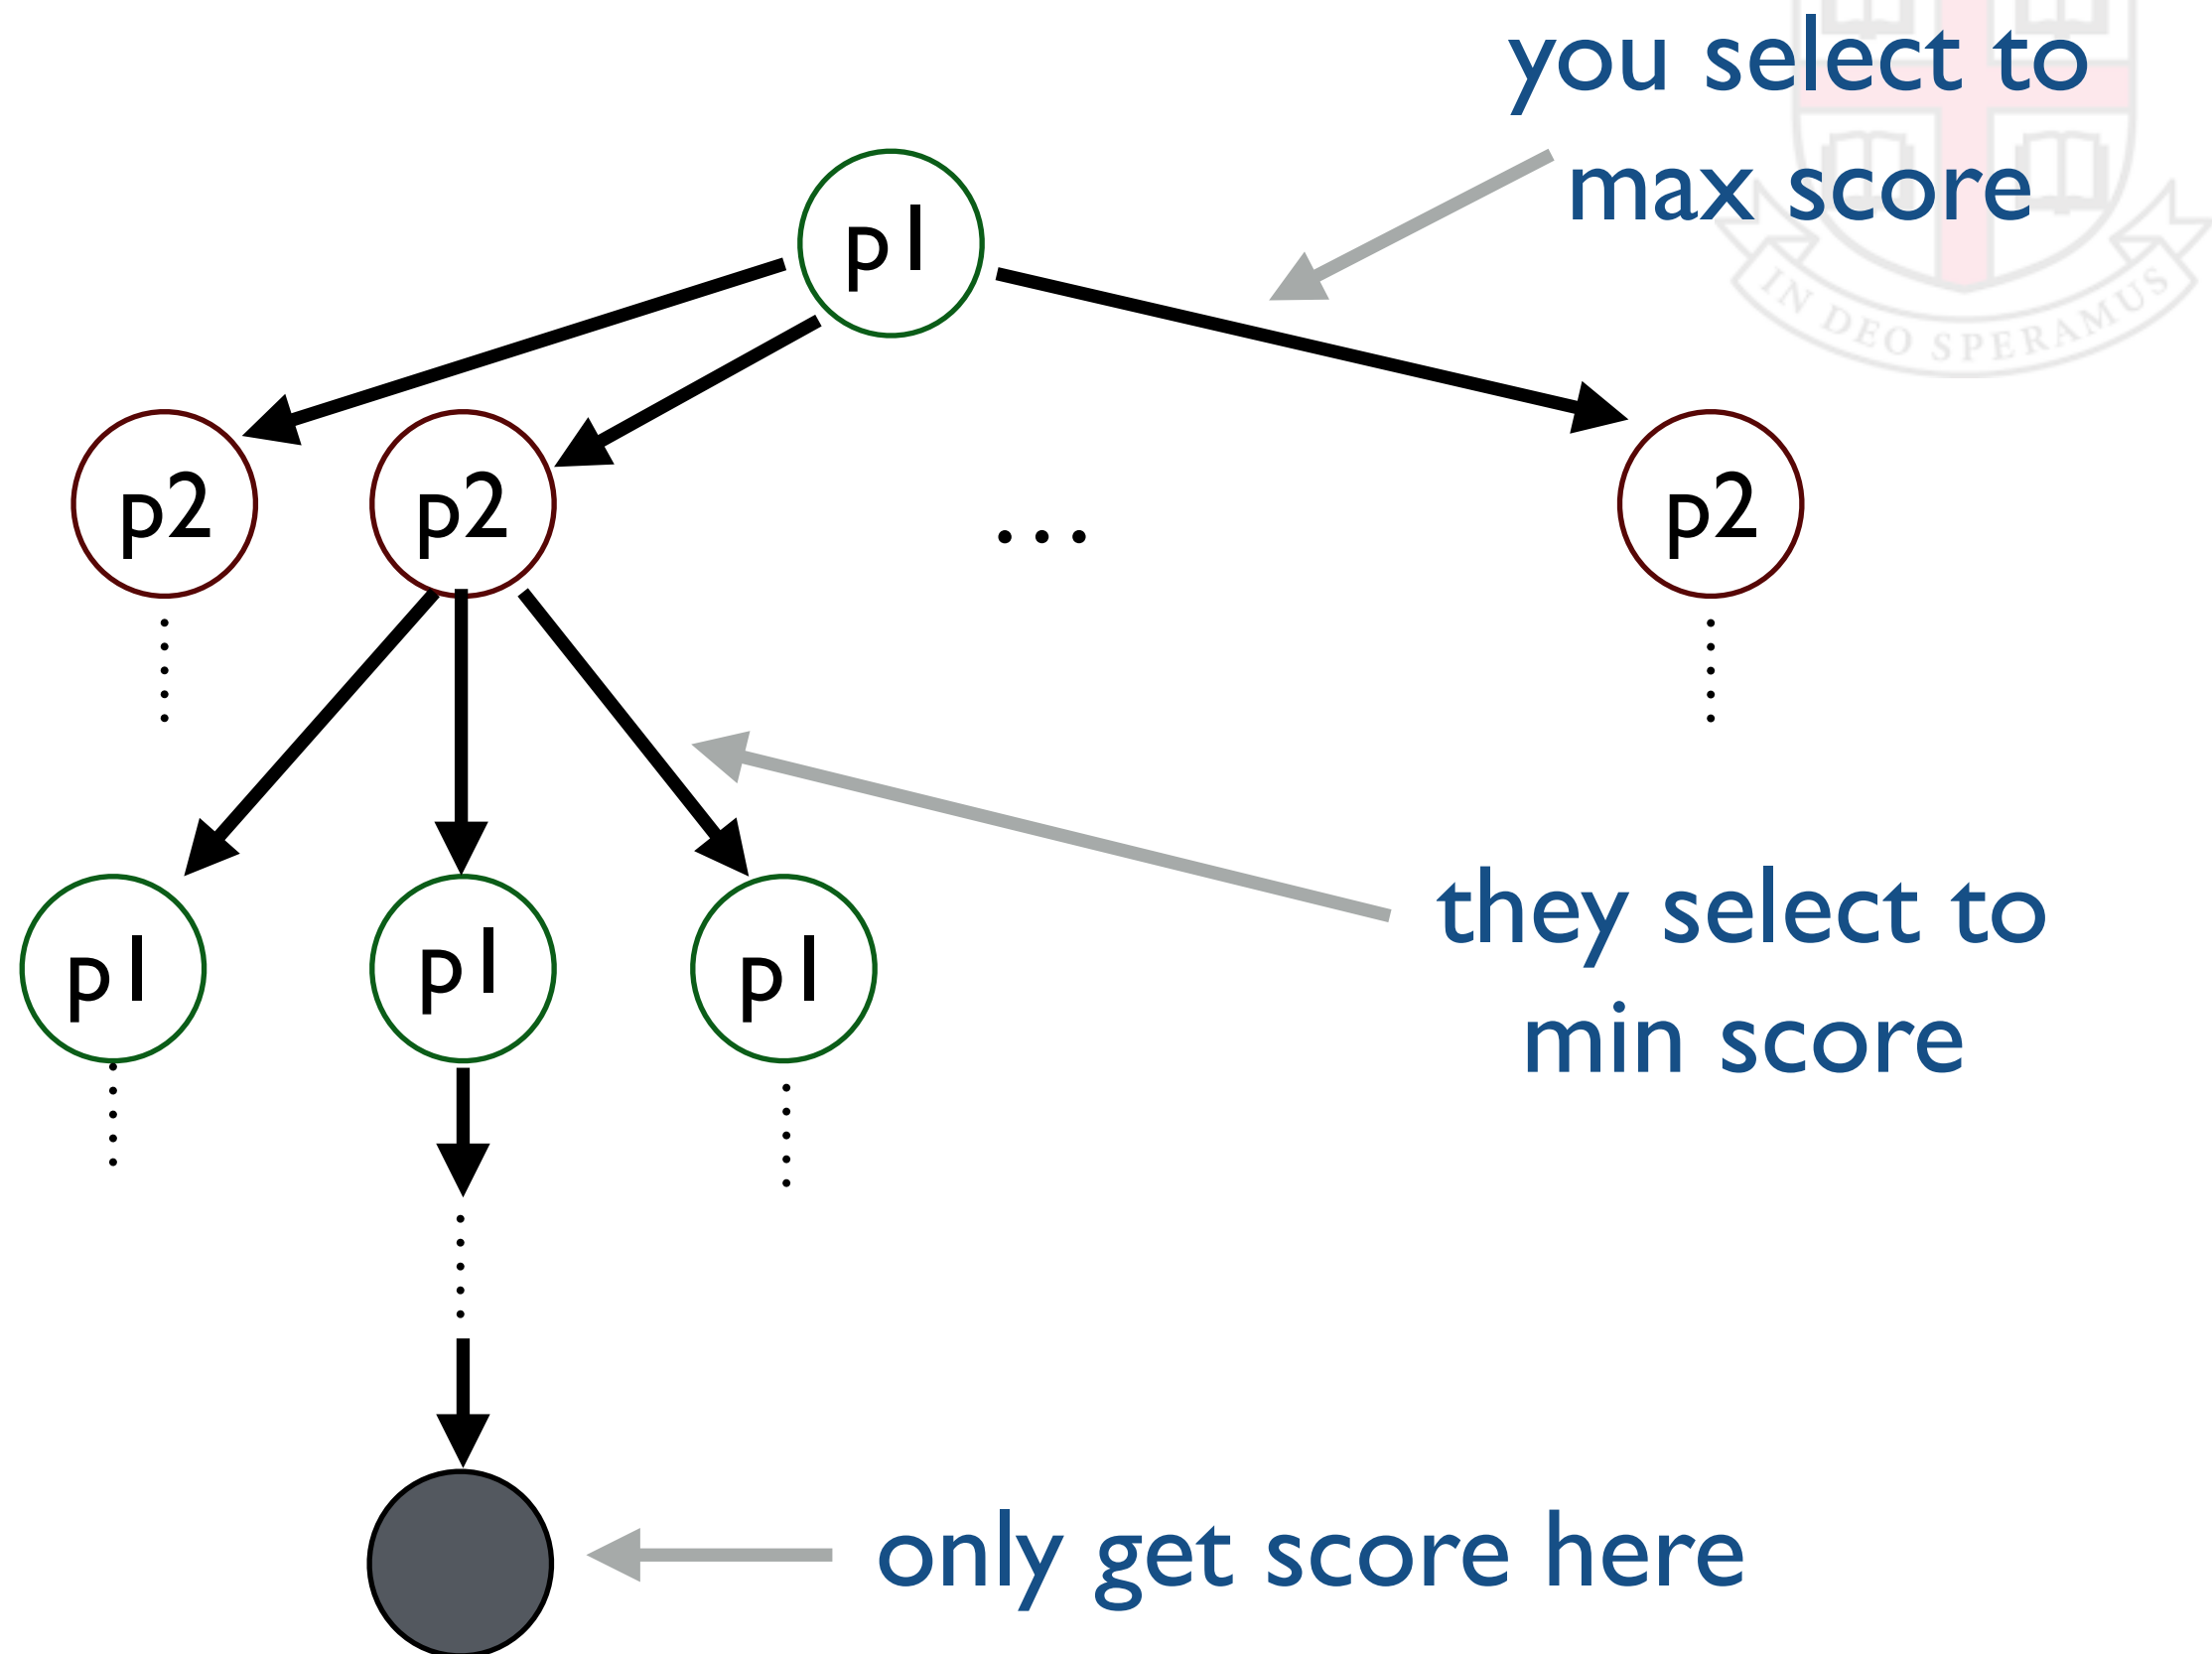 you select to
max score
p1
IN DEO SPERAMUS
p2
p2
...
p2
p1
p1
p1
they select to
min score
only get score here